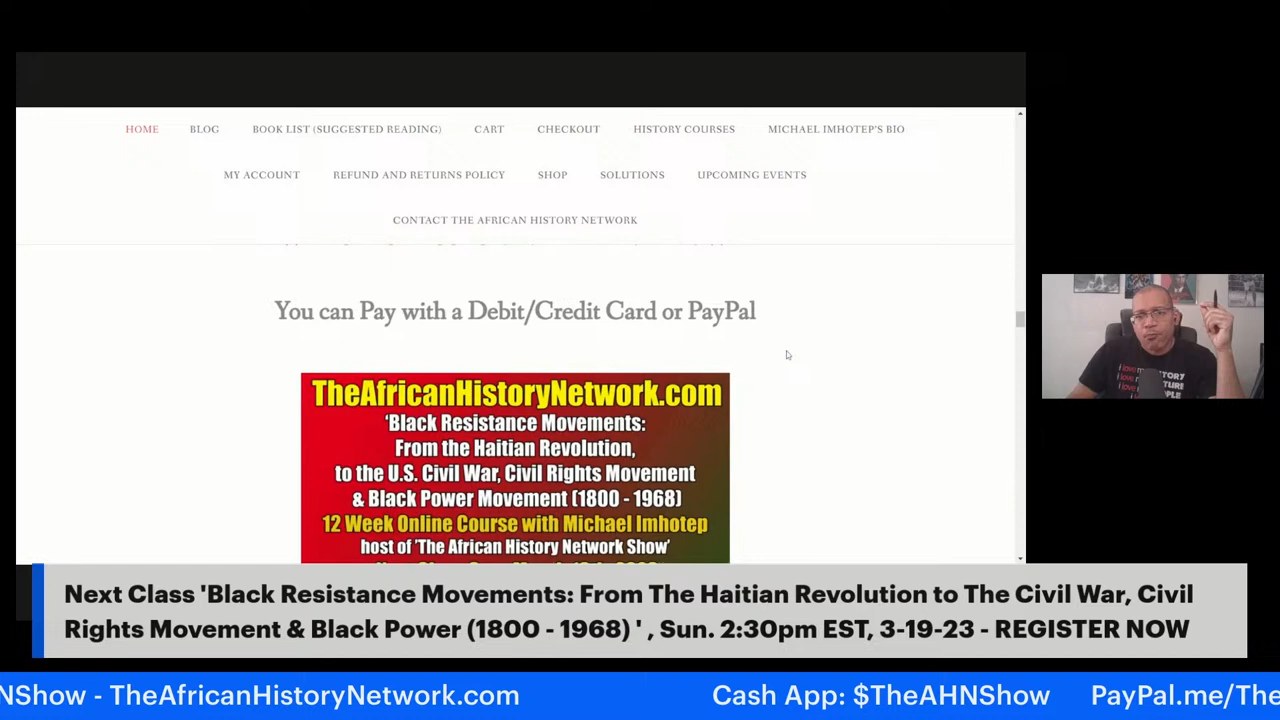 HOME BLOG BOOK LIST (SUGGESTED READING) CART CHECKOUT HISTORY COURSES MICHAEL IMHOTEP'S BIO
MY ACCOUNT REFUND AND RETURNS POLICY SHOP SOLUTIONS UPCOMING EVENTS
CONTACT THE AFRICAN HISTORY NETWORK
You can Pay with a Debit/Credit Card or PayPal
TheAfricanHistoryNetwork.com
'Black Resistance Movements:
From the Haitian Revolution,
to the U.S. Civil War, Civil Rights Movement
& Black Power Movement (1800 - 1968)
12 Week Online Course with Michael Imhotep
host of 'The African History Network Show'
I love
I love
I love
Next Class 'Black Resistance Movements: From The Haitian Revolution to The Civil War, Civil
Rights Movement & Black Power (1800 - 1968) ' , Sun. 2:30pm EST, 3-19-23 - REGISTER NOW
NShow - TheAfricanHistoryNetwork.com Cash App: $TheAHNShow PayPal.me/The